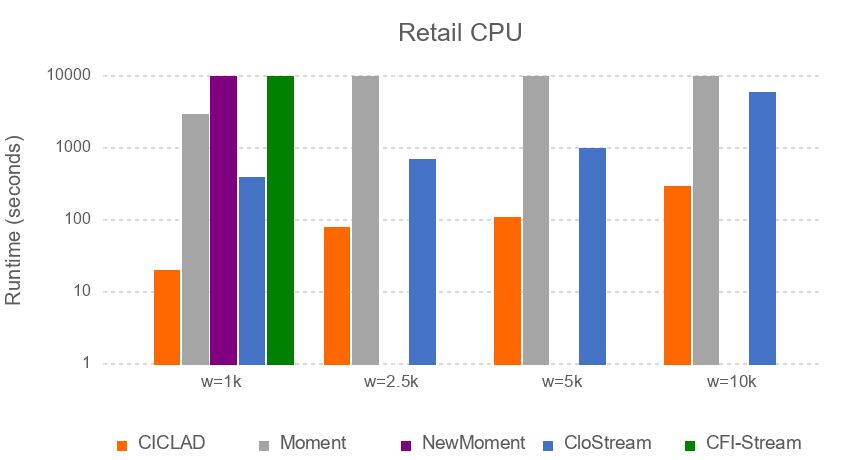 Retail CPU
Runtime (seconds)
10000
1000
100
10
1
w=1k w=2.5k w=5k w=10k
CICLAD Moment NewMoment CloStream CFI-Stream